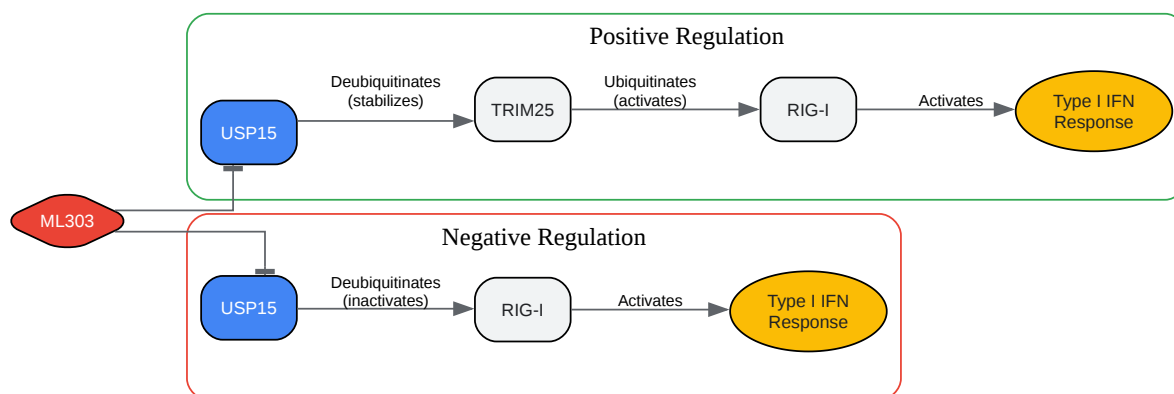 Positive Regulation
USP15
Deubiquitinates
(stabilizes)
TRIM25
Ubiquitinates
(activates)
RIG-I
Activates
Type I IFN
Response
ML303
Negative Regulation
USP15
Deubiquitinates
(inactivates)
RIG-I
Activates
Type I IFN
Response